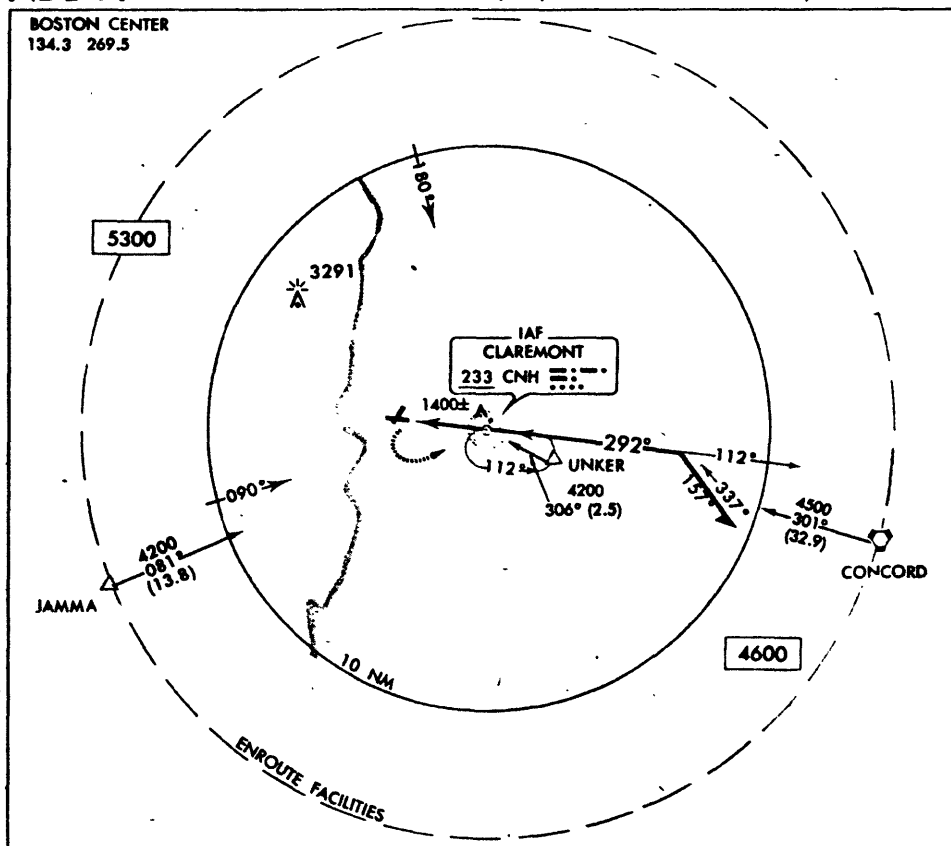 BOSTON CENTER
134.3 269.5
180°
5300
3291
IAF
CLAREMONT
233 CNH
1400±
292°
112°
112°
UNKER
4200
306° (2.5)
157°
337°
090°
4200
081°
(13.8)
JAMMA
4500
301°
(32.9)
CONCORD
4600
10 NM
ENROUTE FACILITIES